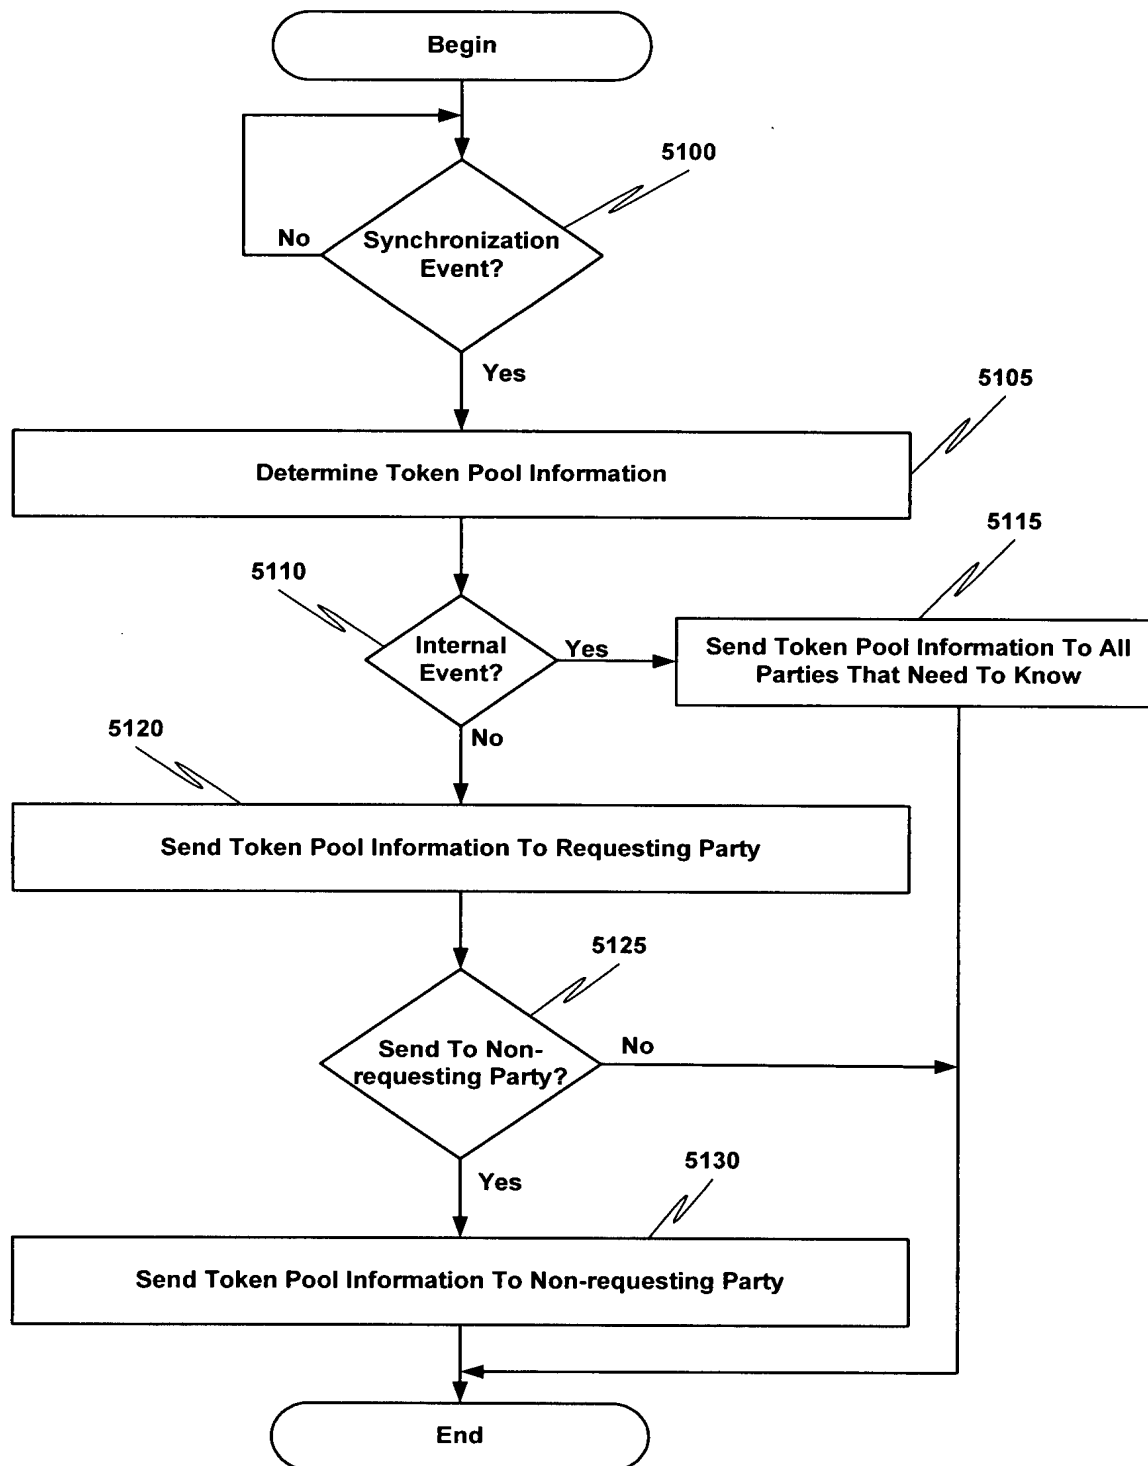 Begin
5100
Synchronization
Event?
No
Yes
5105
Determine Token Pool Information
5110
5115
Internal
Event?
Yes
Send Token Pool Information To All
Parties That Need To Know
No
5120
Send Token Pool Information To Requesting Party
5125
Send To Non-
requesting Party?
No
Yes
5130
Send Token Pool Information To Non-requesting Party
End